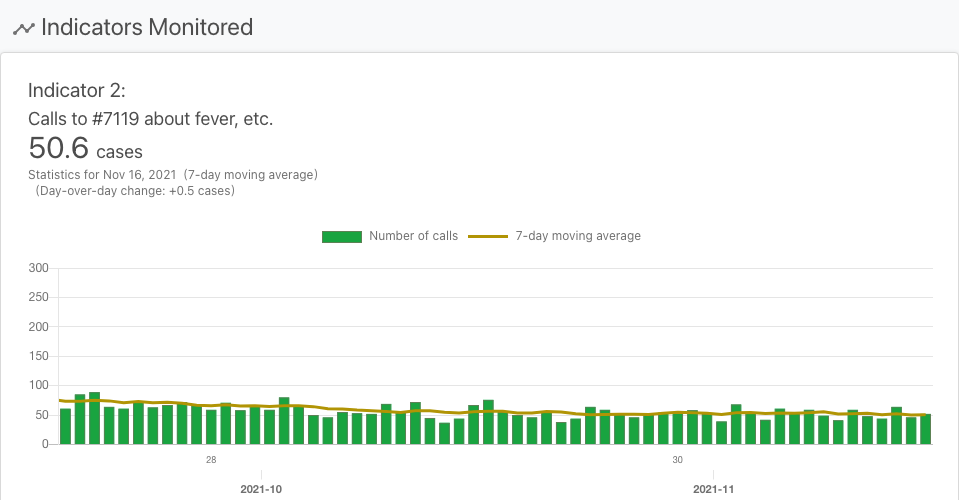 Indicators Monitored
Indicator 2:
Calls to #7119 about fever, etc.
50.6 cases
Statistics for Nov 16, 2021 (7-day moving average)
(Day-over-day change: +0.5 cases)
Number of calls 7-day moving average
300
250
200
150
100
50
0
28 30
2021-10 2021-11